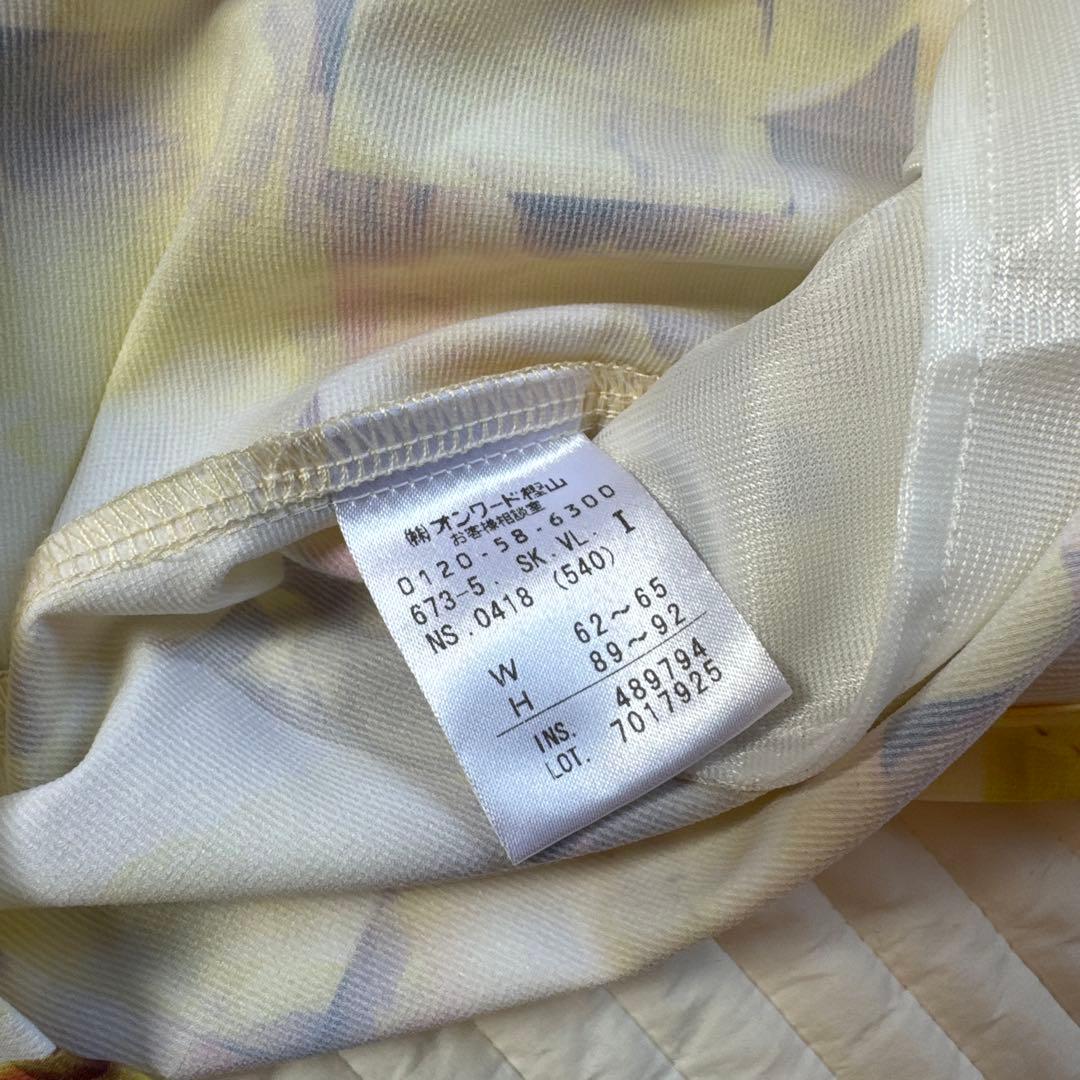 ㈱オンワード樫山
お客様相談室
0120-58-6300
673-5. SK.VL. I
NS.0418 (540)
W 62~65
H 89~92
INS. 489794
LOT. 7017925